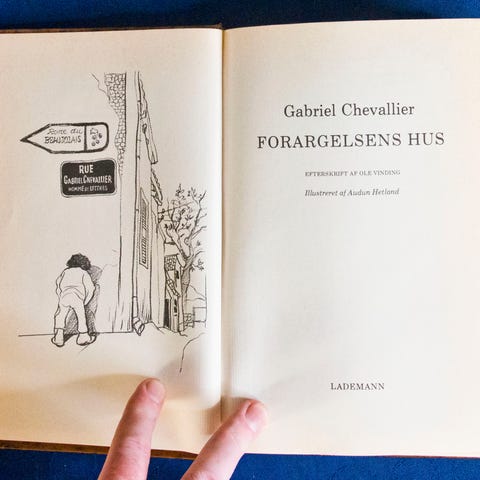 Route du
BEAUJOLAIS
RUE
GABRIEL CHEVALLIER
HOMME DE LETTRES
Gabriel Chevallier
FORARGELSENS HUS
EFTERSKRIFT AF OLE VINDING
Illustreret af Audun Hetland
LADEMANN